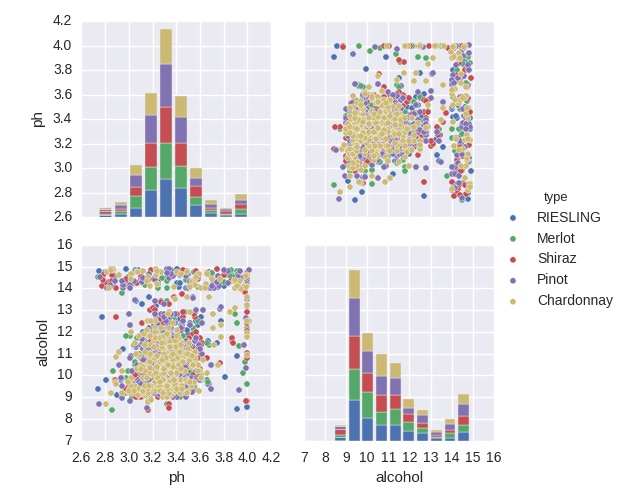 4.2
4.0
3.8
3.6
3.4
3.2
3.0
2.8
2.6
ph
type
RIESLING
Merlot
Shiraz
Pinot
Chardonnay
16
15
14
13
12
11
10
9
8
7
alcohol
2.6 2.8 3.0 3.2 3.4 3.6 3.8 4.0 4.2
7 8 9 10 11 12 13 14 15 16
ph
alcohol